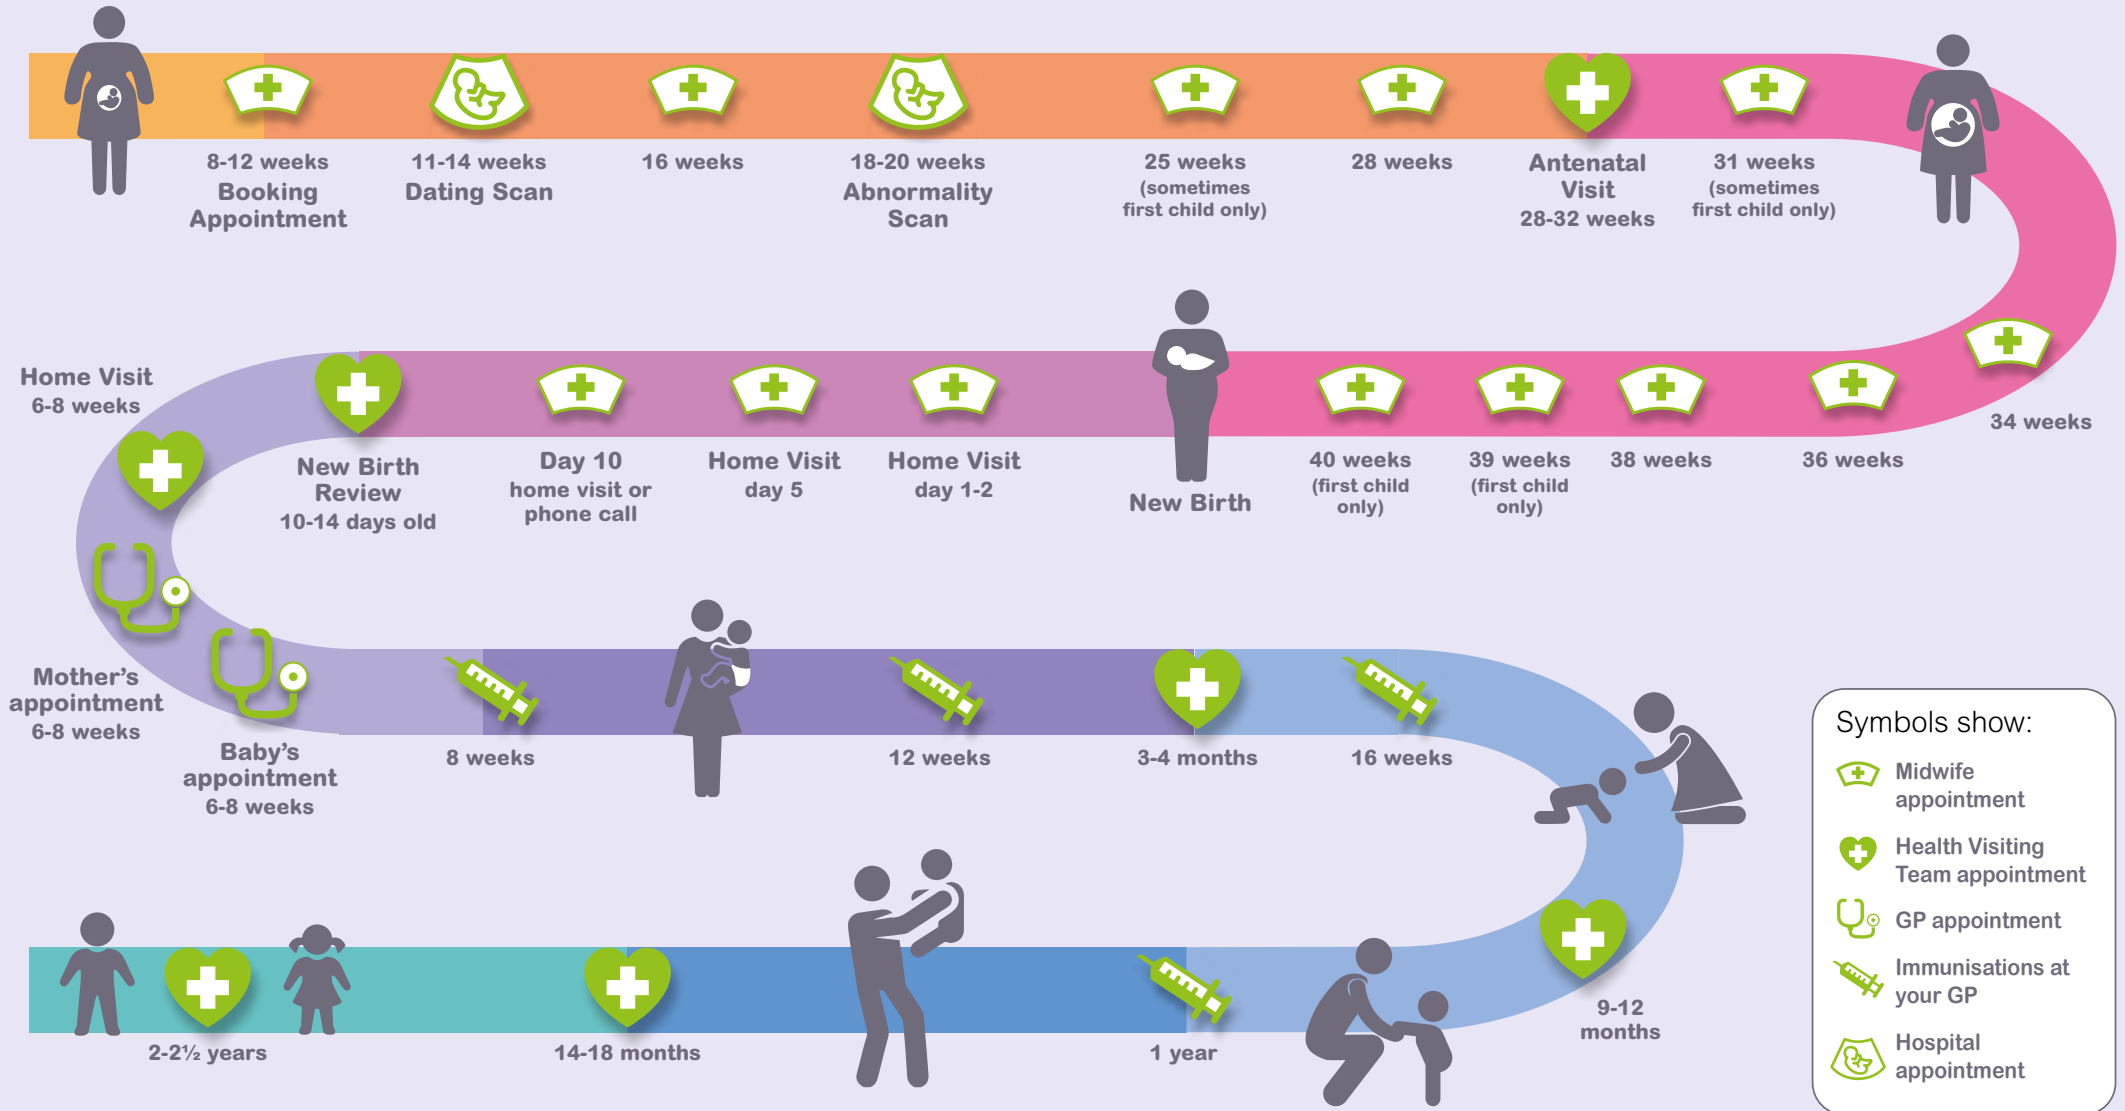 8-12 weeks
Booking
Appointment
11-14 weeks
Dating Scan
16 weeks
18-20 weeks
Abnormality
Scan
25 weeks
(sometimes
first child only)
28 weeks
Antenatal
Visit
28-32 weeks
31 weeks
(sometimes
first child only)
34 weeks
36 weeks
38 weeks
39 weeks
(first child
only)
40 weeks
(first child
only)
New Birth
Home Visit
day 1-2
Home Visit
day 5
Day 10
home visit or
phone call
New Birth
Review
10-14 days old
Home Visit
6-8 weeks
Mother’s
appointment
6-8 weeks
Baby’s
appointment
6-8 weeks
8 weeks
12 weeks
3-4 months
16 weeks
9-12
months
1 year
14-18 months
2-2½ years
Symbols show:
Midwife
appointment
Health Visiting
Team appointment
GP appointment
Immunisations at
your GP
Hospital
appointment